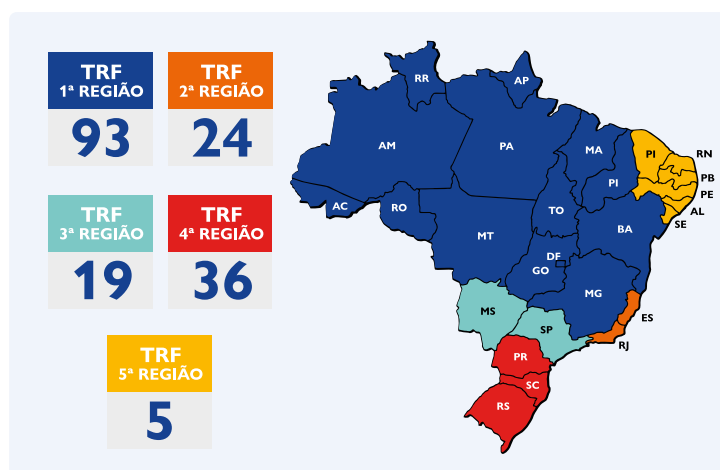 TRF
1ª REGIÃO
93
TRF
2ª REGIÃO
24
TRF
3ª REGIÃO
19
TRF
4ª REGIÃO
36
TRF
5ª REGIÃO
5
RR
AP
AM
PA
MA
PI
RN
PB
PE
AL
SE
PI
AC
RO
TO
BA
MT
DF
GO
MG
MS
ES
SP
RJ
PR
SC
RS